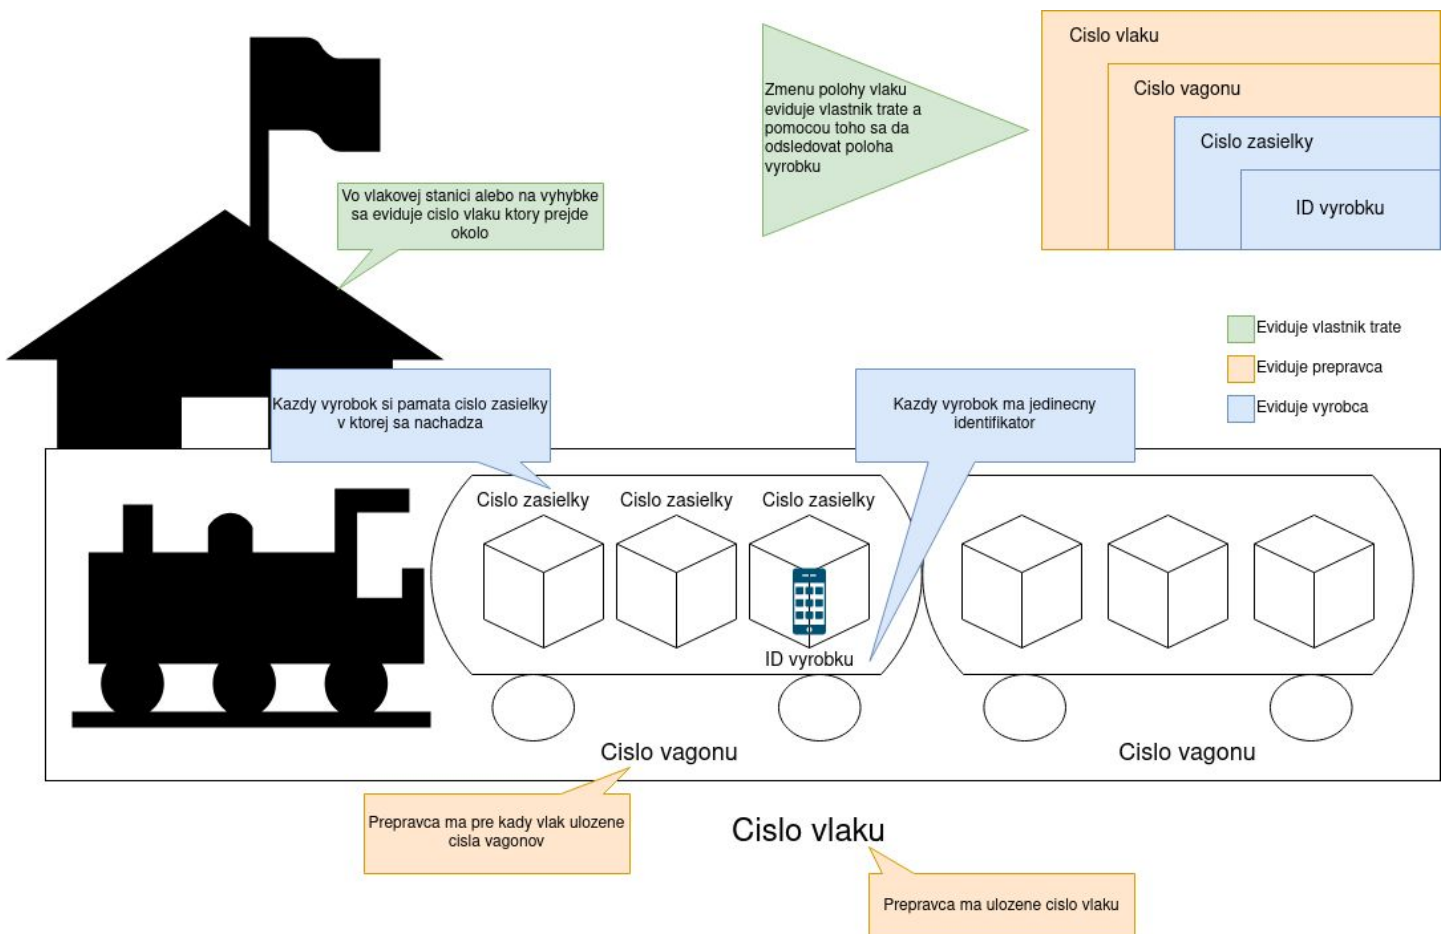 Cislo vlaku
Zmenu polohy vlaku
eviduje vlastnik trate a
pomocou toho sa da
odsledovat poloha
vyrobku
Cislo vagonu
Cislo zasielky
ID vyrobku
Vo vlakovej stanici alebo na vyhybke
sa eviduje cislo vlaku ktory prejde
okolo
Eviduje vlastnik trate
Eviduje prepravca
Eviduje vyrobca
Kazdy vyrobok si pamata cislo zasielky
v ktorej sa nachadza
Kazdy vyrobok ma jedinecny
identifikator
Cislo zasielky
Cislo zasielky
Cislo zasielky
ID vyrobku
Cislo vagonu
Cislo vagonu
Prepravca ma pre kady vlak ulozene
cisla vagonov
Cislo vlaku
Prepravca ma ulozene cislo vlaku